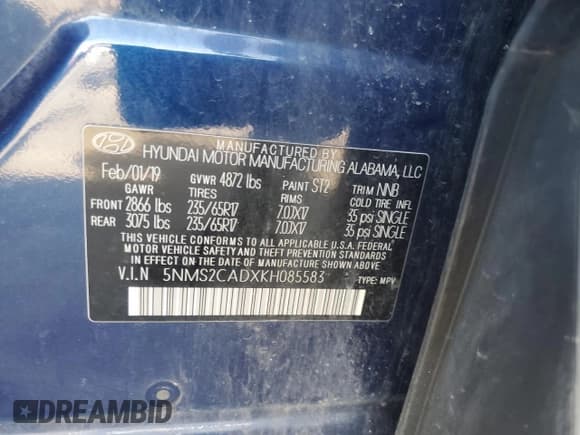 MANUFACTURED BY
HYUNDAI MOTOR MANUFACTURING ALABAMA, LLC
Feb/01/19 GVWR 4872 lbs PAINT ST2 TRIM NNB
GAWR TIRES RIMS COLD TIRE INFL
FRONT 2866 lbs 235/65R17 7.0JX17 35 psi SINGLE
REAR 3075 lbs 235/65R17 7.0JX17 35 psi SINGLE
THIS VEHICLE CONFORMS TO ALL APPLICABLE U.S.A. FEDERAL
MOTOR VEHICLE SAFETY AND THEFT PREVENTION STANDARDS
IN EFFECT ON THE DATE OF MANUFACTURE SHOWN ABOVE.
V.I.N 5NMS2CADXKH085583 TYPE: MPV
DREAMBID